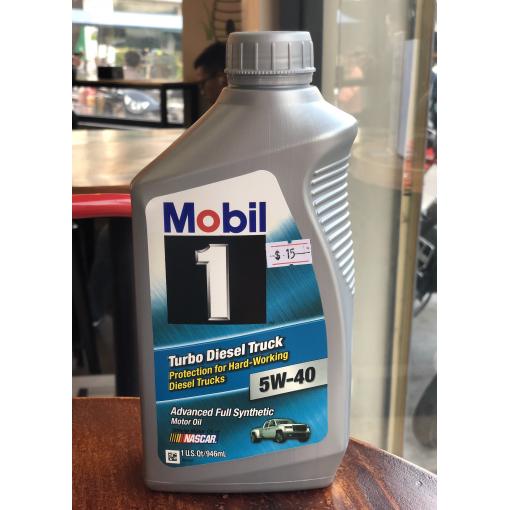 Mobil
1
$ 15
Turbo Diesel Truck
Protection for Hard-Working
Diesel Trucks
5W-40
Advanced Full Synthetic
Motor Oil
NASCAR.
1 U.S. Qt/946mL